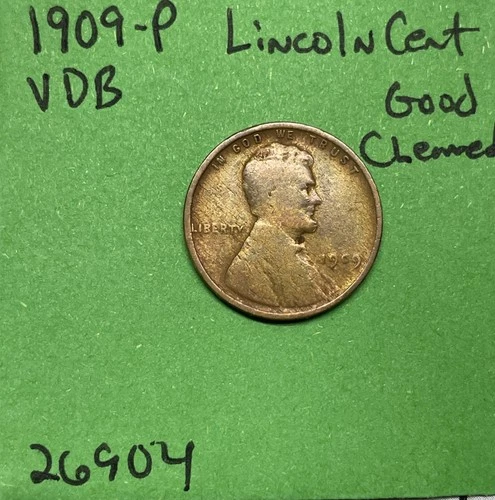 1909-P Lincoln Cent
VDB
Good
Cleaned
IN GOD WE TRUST
LIBERTY
1909
26904